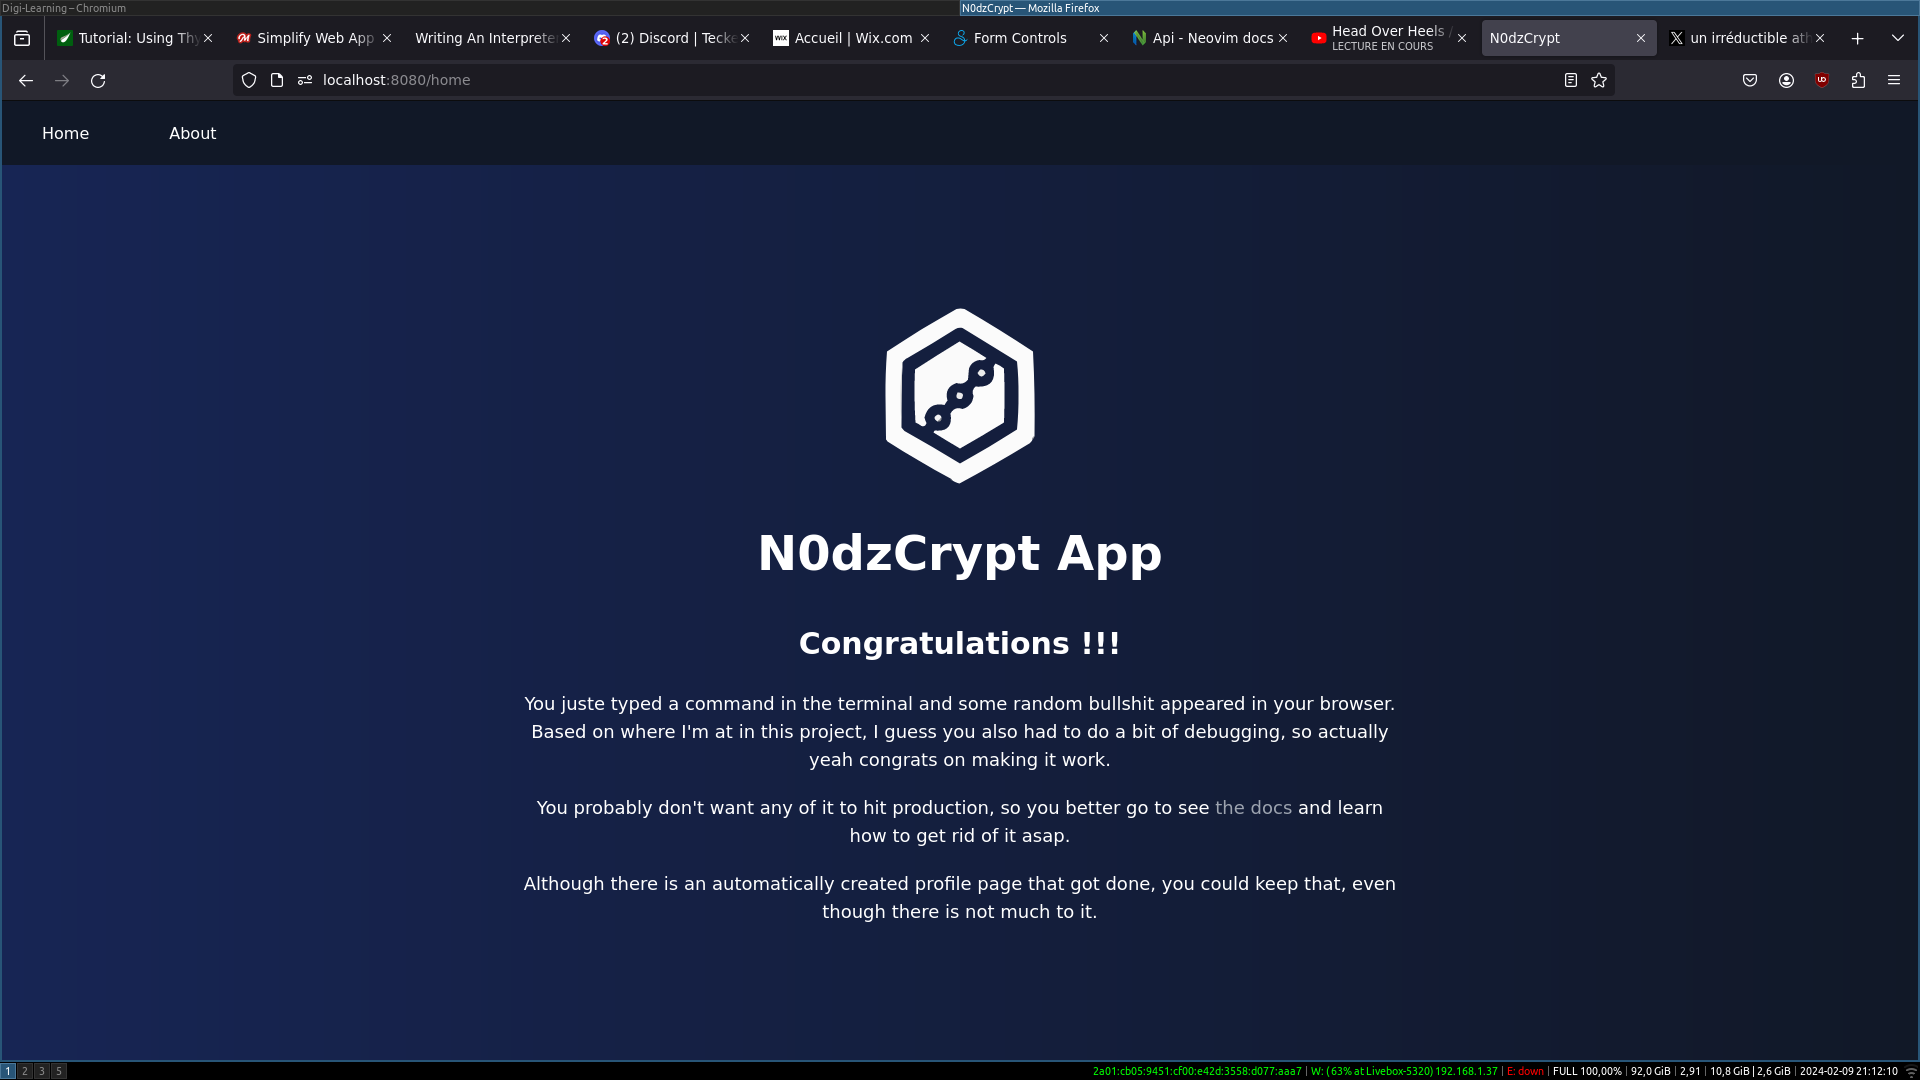 Digi-Learning — Chromium
N0dzCrypt — Mozilla Firefox
Tutorial: Using Thy
Simplify Web App
Writing An Interprete
(2) Discord | Tecke
Accueil | Wix.com
Form Controls
Api - Neovim docs
Head Over Heels /
LECTURE EN COURS
N0dzCrypt
un irréductible ath
localhost:8080/home
Home
About
N0dzCrypt App
Congratulations !!!
You juste typed a command in the terminal and some random bullshit appeared in your browser.
Based on where I'm at in this project, I guess you also had to do a bit of debugging, so actually
yeah congrats on making it work.
You probably don't want any of it to hit production, so you better go to see the docs and learn
how to get rid of it asap.
Although there is an automatically created profile page that got done, you could keep that, even
though there is not much to it.
1 2 3 5
2a01:cb05:9451:cf00:e42d:3558:d077:aaa7 | W: ( 63% at Livebox-5320) 192.168.1.37 | E: down | FULL 100,00% | 92,0 GiB | 2,91 | 10,8 GiB | 2,6 GiB | 2024-02-09 21:12:10